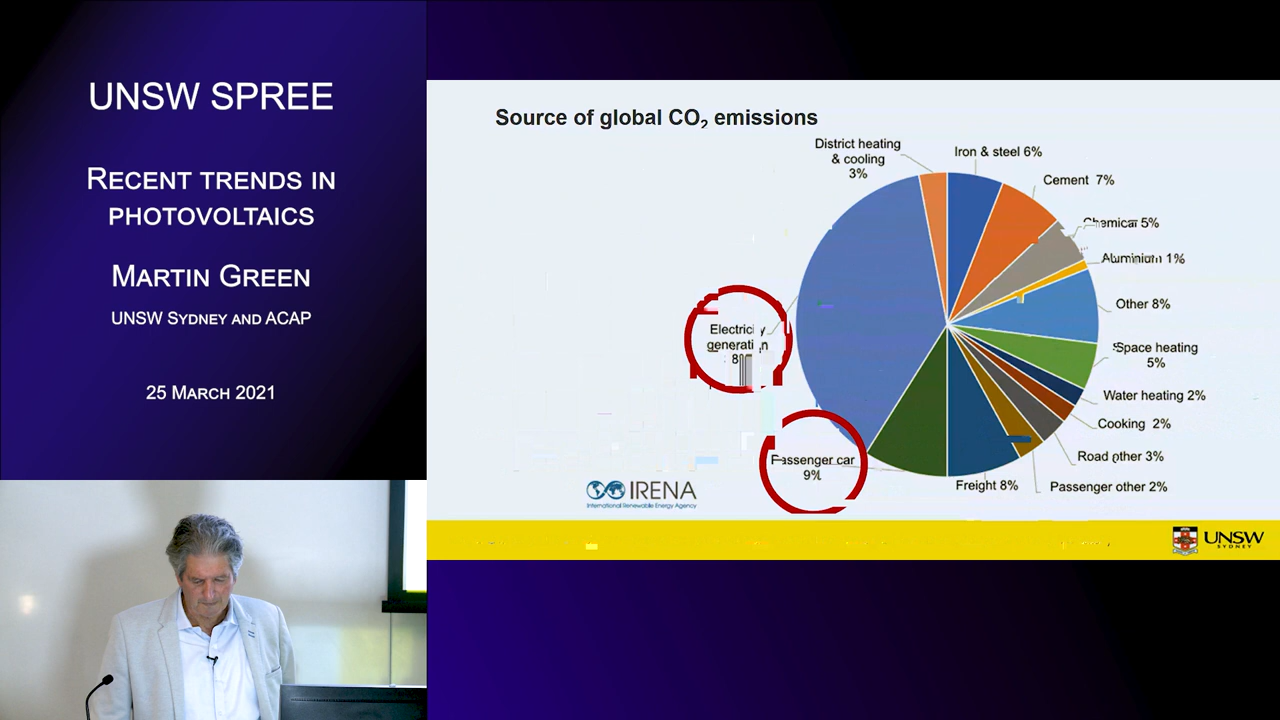 UNSW SPREE
RECENT TRENDS IN
PHOTOVOLTAICS
MARTIN GREEN
UNSW SYDNEY AND ACAP
25 MARCH 2021
Source of global CO₂ emissions
District heating
& cooling
3%
Iron & steel 6%
Cement 7%
Chemical 5%
Aluminium 1%
Other 8%
Space heating
5%
Water heating 2%
Cooking 2%
Road other 3%
Passenger other 2%
Freight 8%
Passenger car
9%
Electricity
generation
IRENA
International Renewable Energy Agency
UNSW
SYDNEY